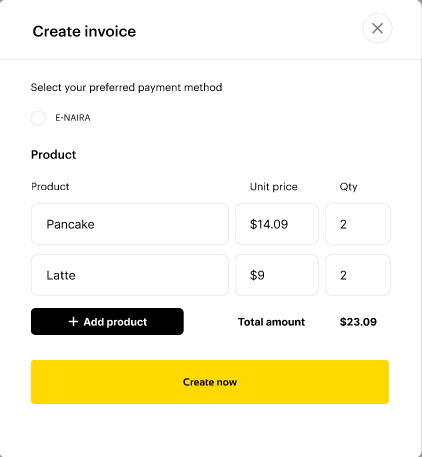 Create invoice
Select your preferred payment method
E-NAIRA
Product
Product Unit price Qty
Pancake $14.09 2
Latte $9 2
+ Add product Total amount $23.09
Create now